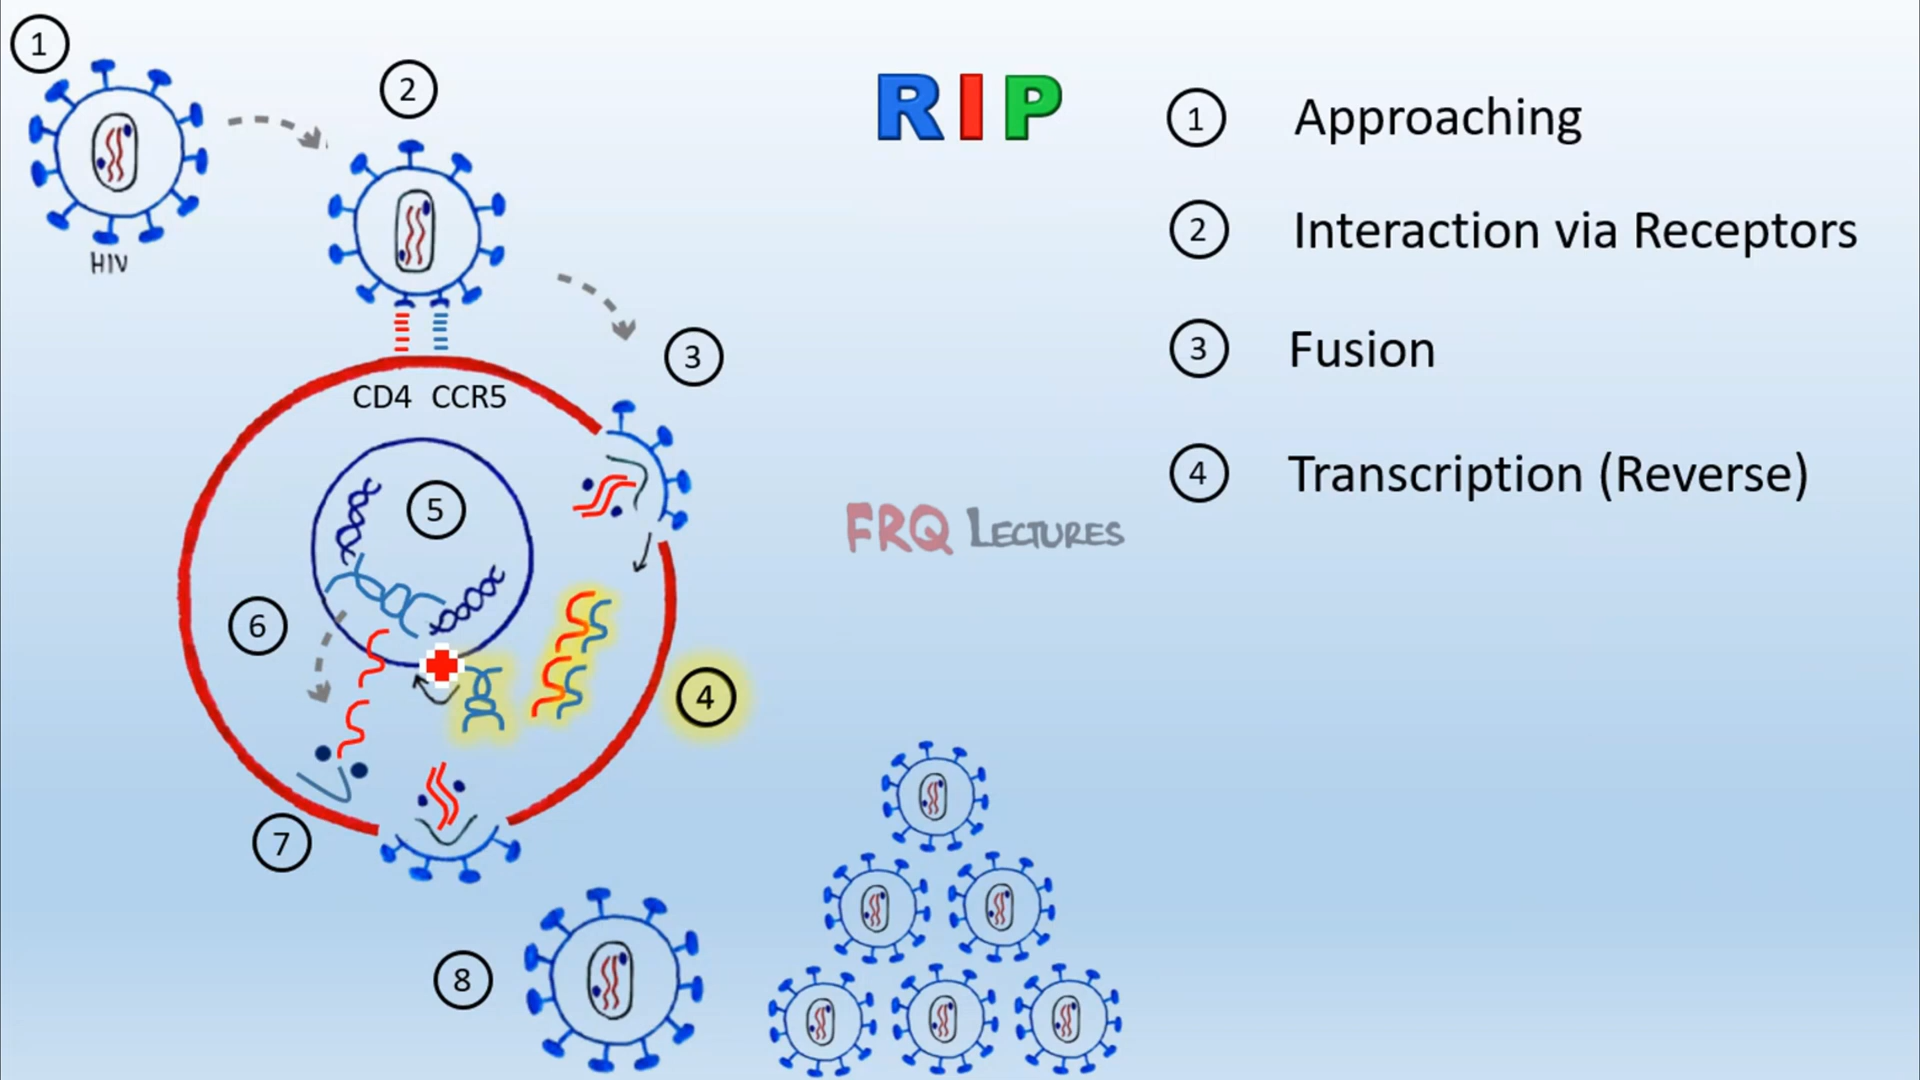 1
HIV
2
CD4 CCR5
3
4
5
6
7
8
RIP
1 Approaching
2 Interaction via Receptors
3 Fusion
4 Transcription (Reverse)
FRQ LECTURES